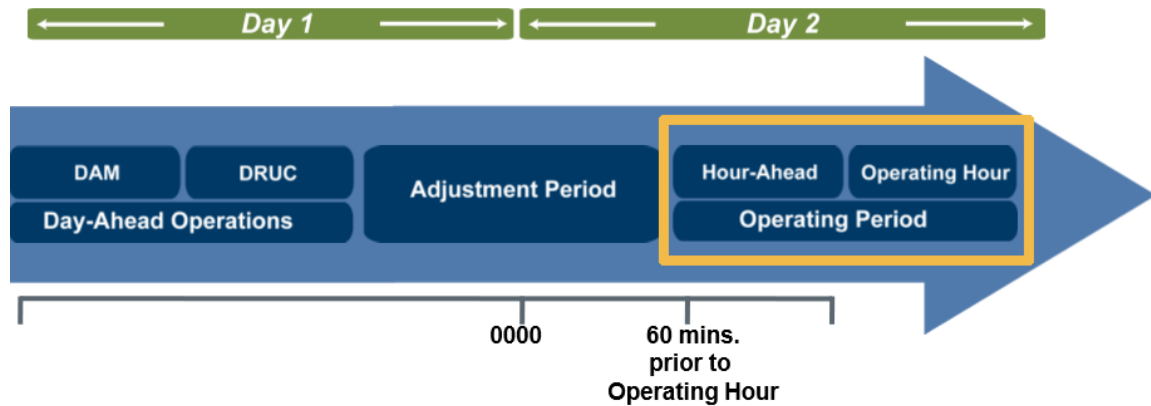 Day 1
Day 2
DAM
DRUC
Day-Ahead Operations
Adjustment Period
Hour-Ahead
Operating Hour
Operating Period
0000
60 mins.
prior to
Operating Hour